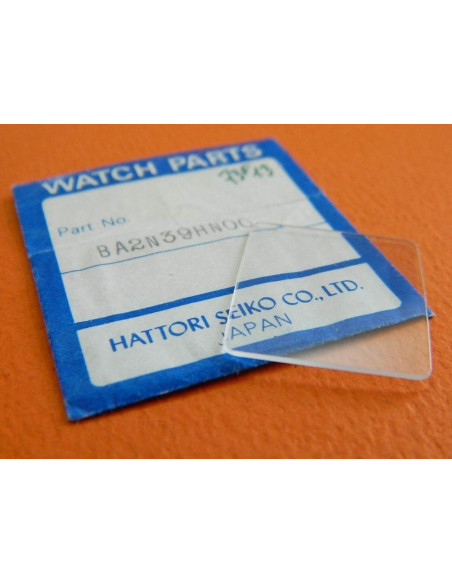 WATCH PARTS
Part No.
BA2N39HN00
HATTORI SEIKO CO., LTD.
JAPAN